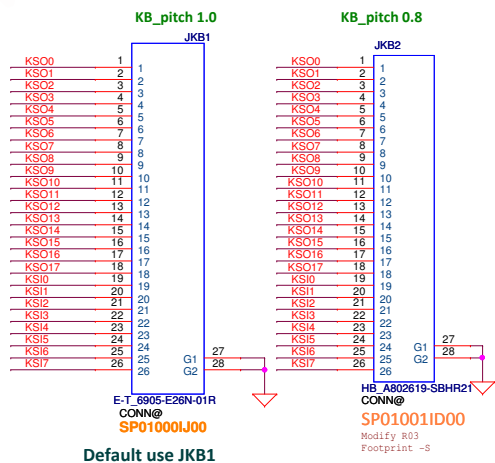 KB_pitch 1.0
JKB1
KSO0 1 1
KSO1 2 2
KSO2 3 3
KSO3 4 4
KSO4 5 5
KSO5 6 6
KSO6 7 7
KSO7 8 8
KSO8 9 9
KSO9 10 10
KSO10 11 11
KSO11 12 12
KSO12 13 13
KSO13 14 14
KSO14 15 15
KSO15 16 16
KSO16 17 17
KSO17 18 18
KSI0 19 19
KSI1 20 20
KSI2 21 21
KSI3 22 22
KSI4 23 23
KSI5 24 24
KSI6 25 25 G1 27
KSI7 26 26 G2 28
E-T_6905-E26N-01R
CONN@
SP01000IJ00
Default use JKB1
KB_pitch 0.8
JKB2
KSO0 1 1
KSO1 2 2
KSO2 3 3
KSO3 4 4
KSO4 5 5
KSO5 6 6
KSO6 7 7
KSO7 8 8
KSO8 9 9
KSO9 10 10
KSO10 11 11
KSO11 12 12
KSO12 13 13
KSO13 14 14
KSO14 15 15
KSO15 16 16
KSO16 17 17
KSO17 18 18
KSI0 19 19
KSI1 20 20
KSI2 21 21
KSI3 22 22
KSI4 23 23
KSI5 24 24 G1 27
KSI6 25 25 G2 28
KSI7 26 26
HB_A802619-SBHR21
CONN@
SP01001ID00
Modify R03
Footprint -S